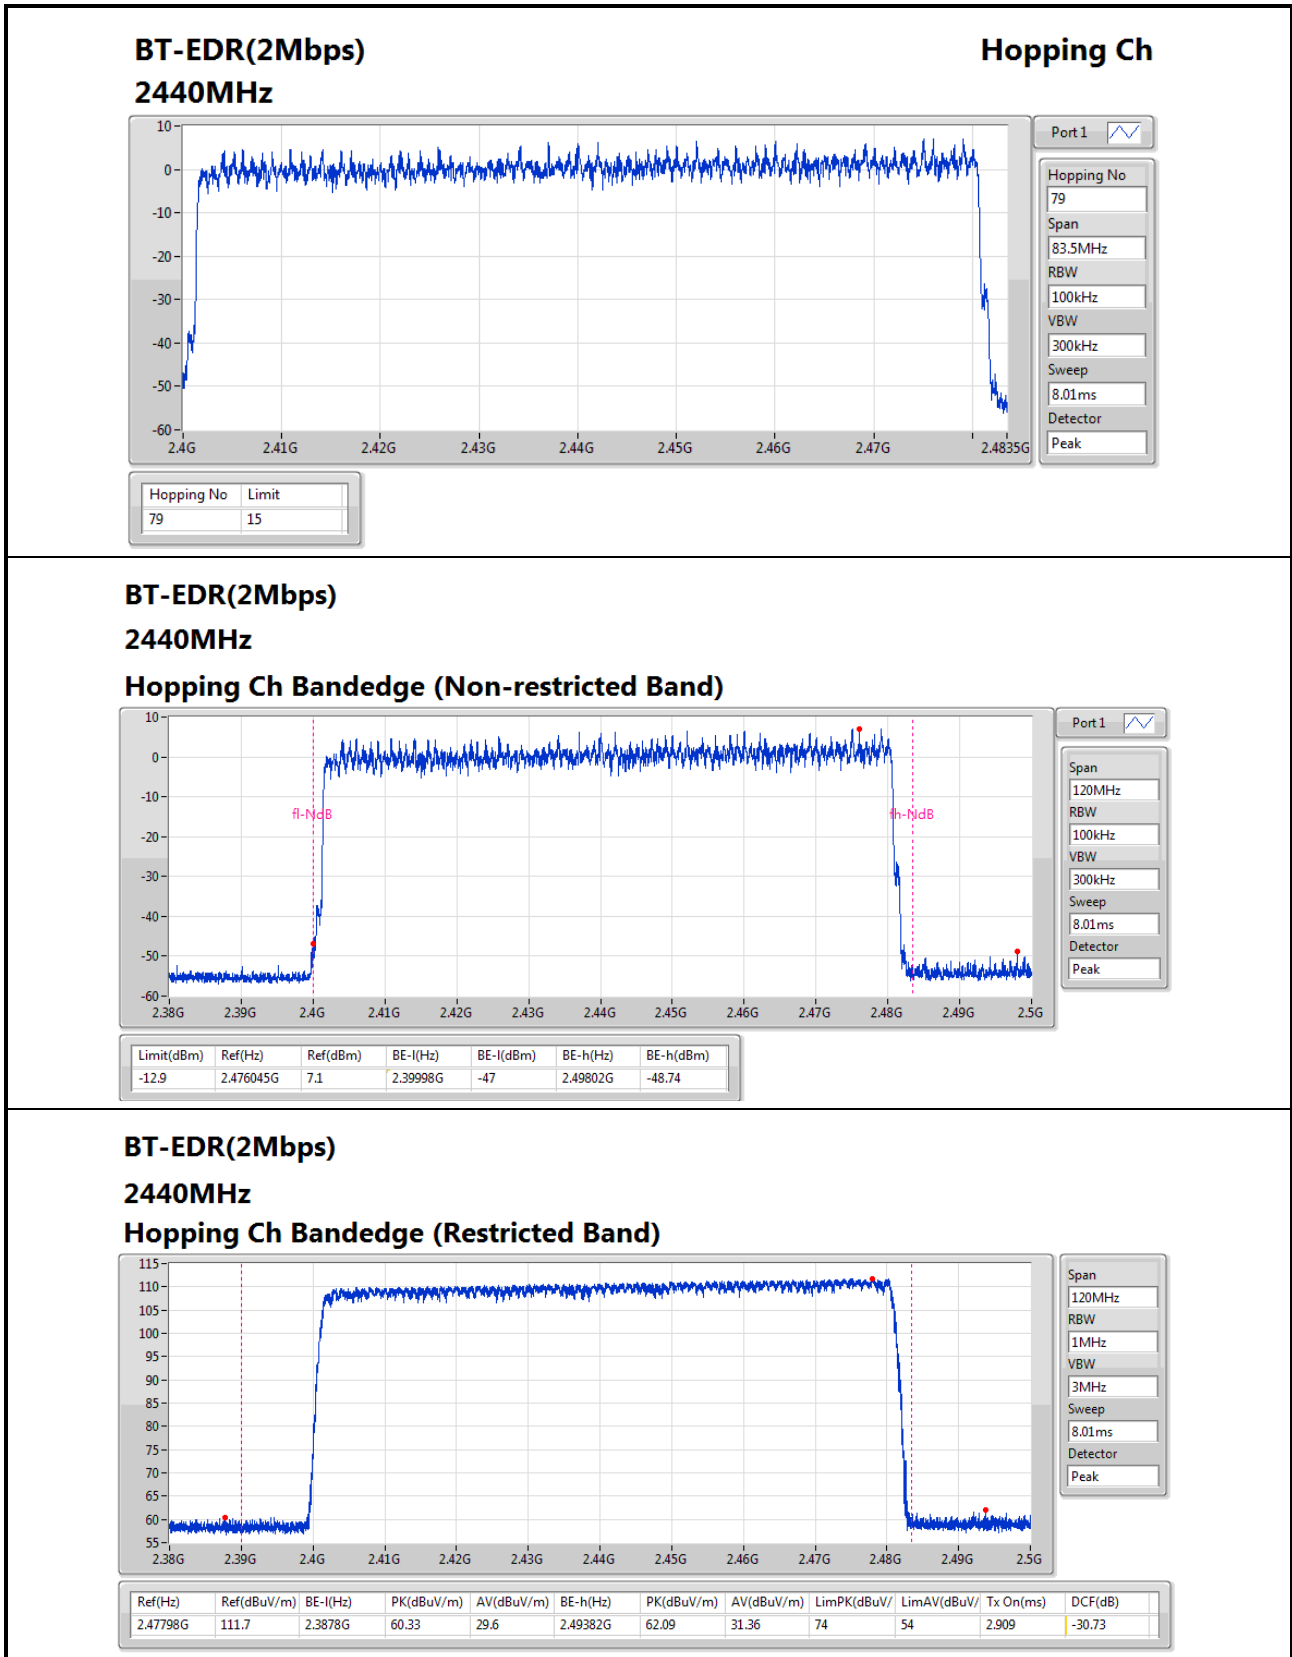 BT-EDR(2Mbps) Hopping Ch
2440MHz
Port 1
10
0
-10
-20
-30
-40
-50
-60
2.4G 2.41G 2.42G 2.43G 2.44G 2.45G 2.46G 2.47G 2.4835G
Hopping No
79
Span
83.5MHz
RBW
100kHz
VBW
300kHz
Sweep
8.01ms
Detector
Peak
Hopping No Limit
79 15
BT-EDR(2Mbps)
2440MHz
Hopping Ch Bandedge (Non-restricted Band)
Port 1
10
0
-10
-20
-30
-40
-50
-60
fl-NdB fh-NdB
2.38G 2.39G 2.4G 2.41G 2.42G 2.43G 2.44G 2.45G 2.46G 2.47G 2.48G 2.49G 2.5G
Span
120MHz
RBW
100kHz
VBW
300kHz
Sweep
8.01ms
Detector
Peak
Limit(dBm) Ref(Hz) Ref(dBm) BE-l(Hz) BE-l(dBm) BE-h(Hz) BE-h(dBm)
-12.9 2.476045G 7.1 2.39998G -47 2.49802G -48.74
BT-EDR(2Mbps)
2440MHz
Hopping Ch Bandedge (Restricted Band)
115
110
105
100
95
90
85
80
75
70
65
60
55
2.38G 2.39G 2.4G 2.41G 2.42G 2.43G 2.44G 2.45G 2.46G 2.47G 2.48G 2.49G 2.5G
Span
120MHz
RBW
1MHz
VBW
3MHz
Sweep
8.01ms
Detector
Peak
Ref(Hz) Ref(dBuV/m) BE-l(Hz) PK(dBuV/m) AV(dBuV/m) BE-h(Hz) PK(dBuV/m) AV(dBuV/m) LimPK(dBuV/ LimAV(dBuV/ Tx On(ms) DCF(dB)
2.47798G 111.7 2.3878G 60.33 29.6 2.49382G 62.09 31.36 74 54 2.909 -30.73